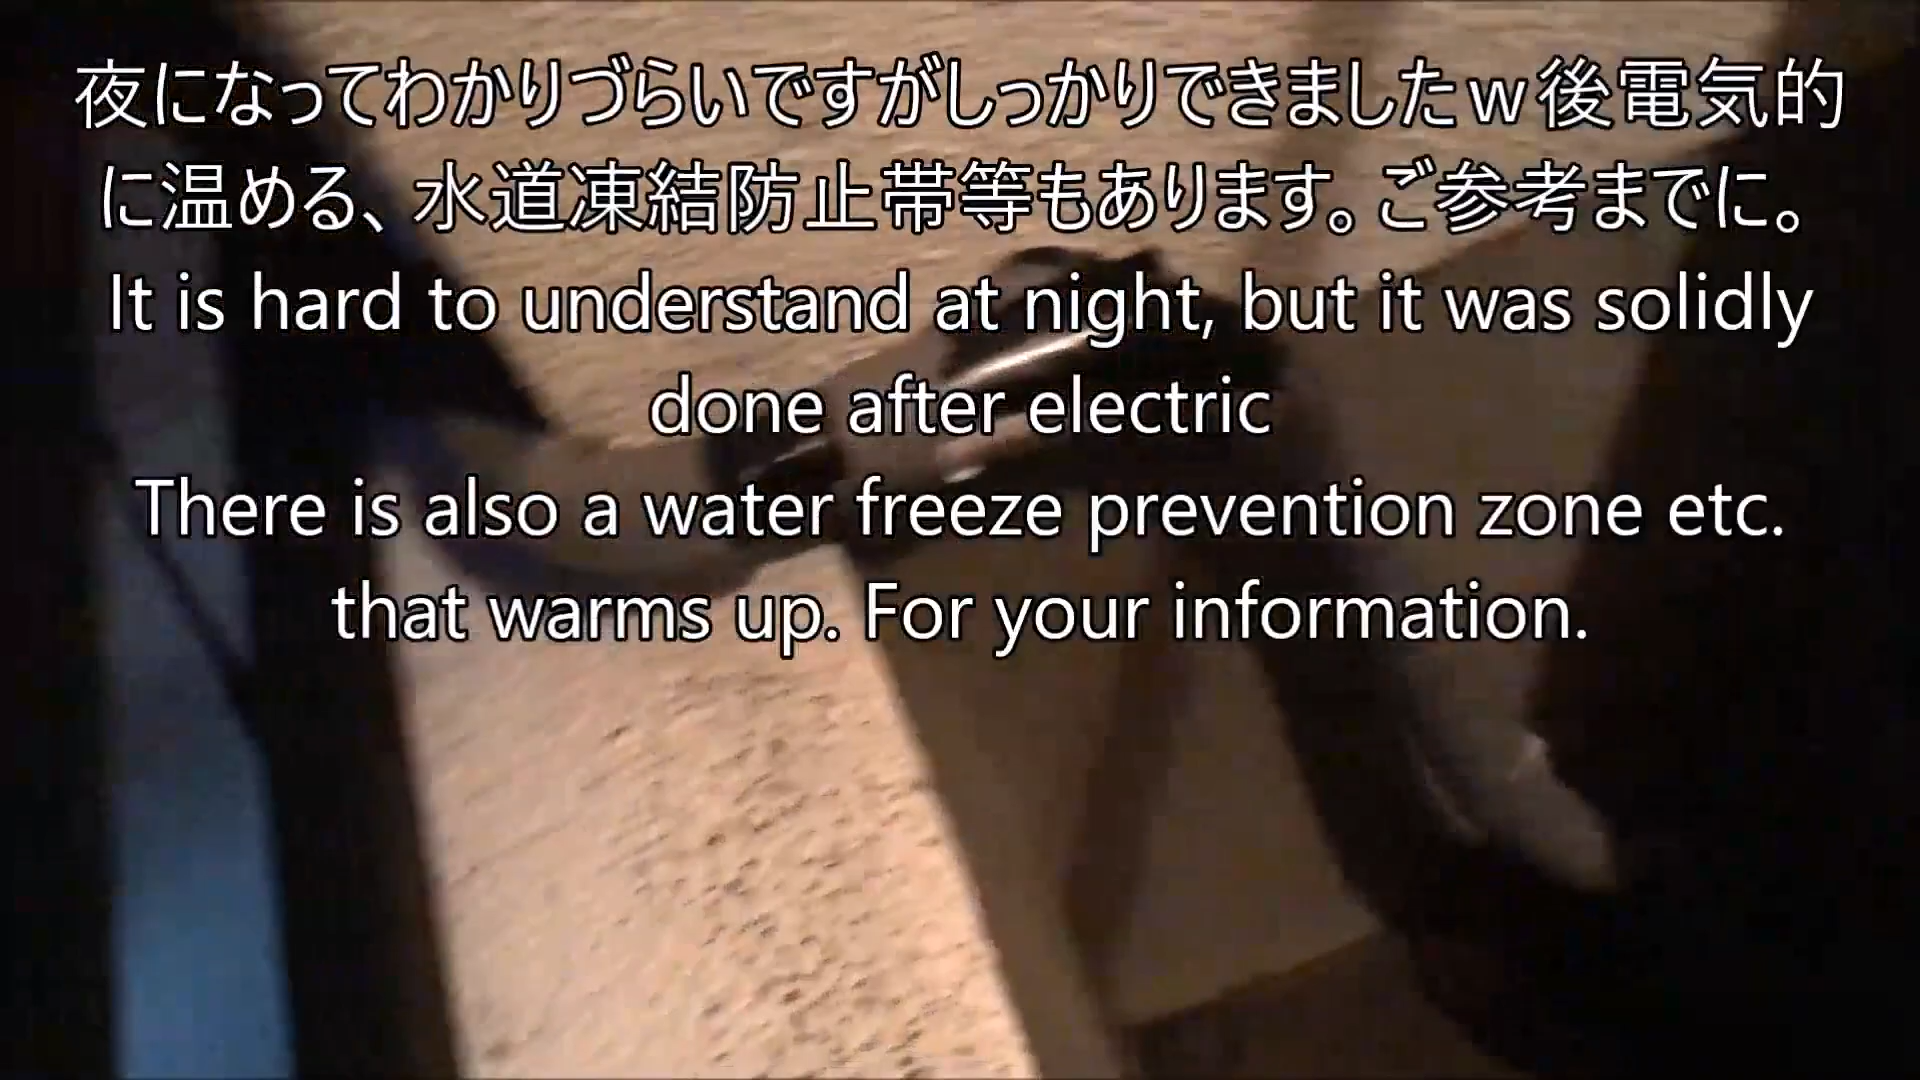 夜になってわかりづらいですがしっかりできましたｗ後電気的
に温める、水道凍結防止帯等もあります。ご参考までに。
It is hard to understand at night, but it was solidly
done after electric
There is also a water freeze prevention zone etc.
that warms up. For your information.